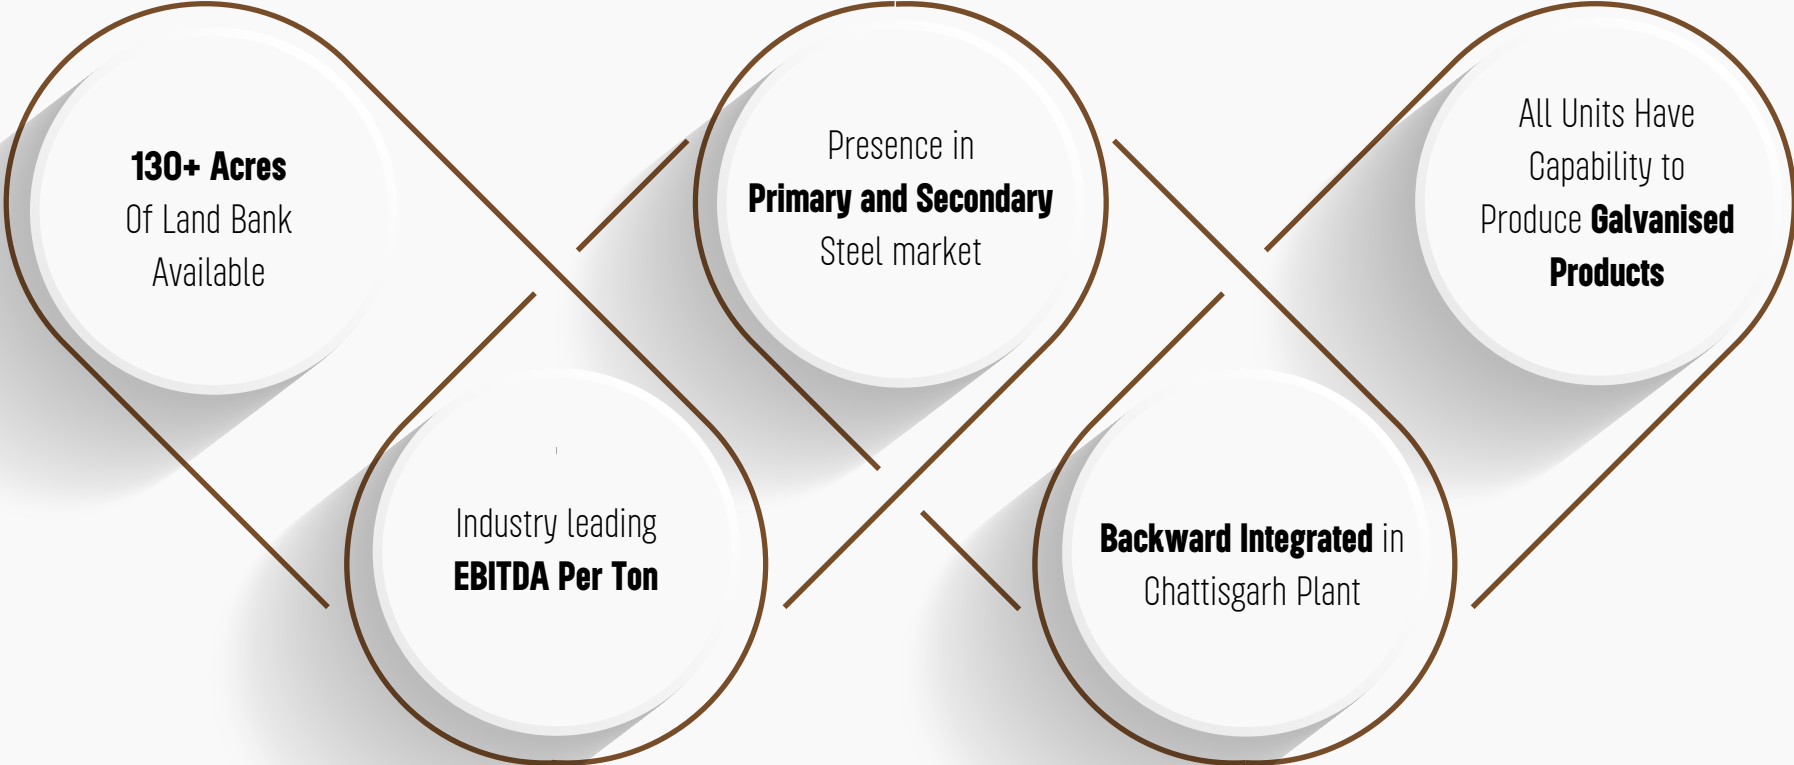 130+ Acres
Of Land Bank
Available
Industry leading
EBITDA Per Ton
Presence in
Primary and Secondary
Steel market
Backward Integrated in
Chattisgarh Plant
All Units Have
Capability to
Produce Galvanised
Products